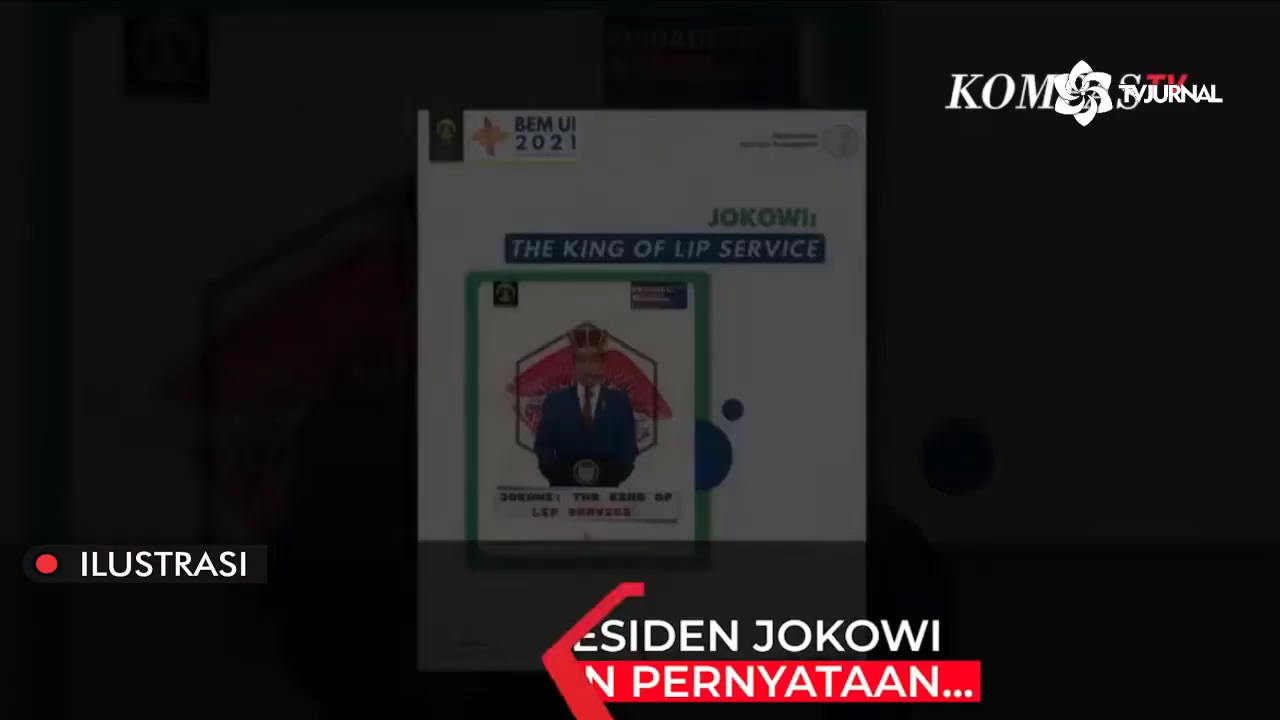 KOMPAS TV
TVJURNAL
BEM UI
2021
JOKOWI:
THE KING OF LIP SERVICE
JOKOWI: THE KING OF
LIP SERVICE
ILUSTRASI
ESIDEN JOKOWI
N PERNYATAAN...